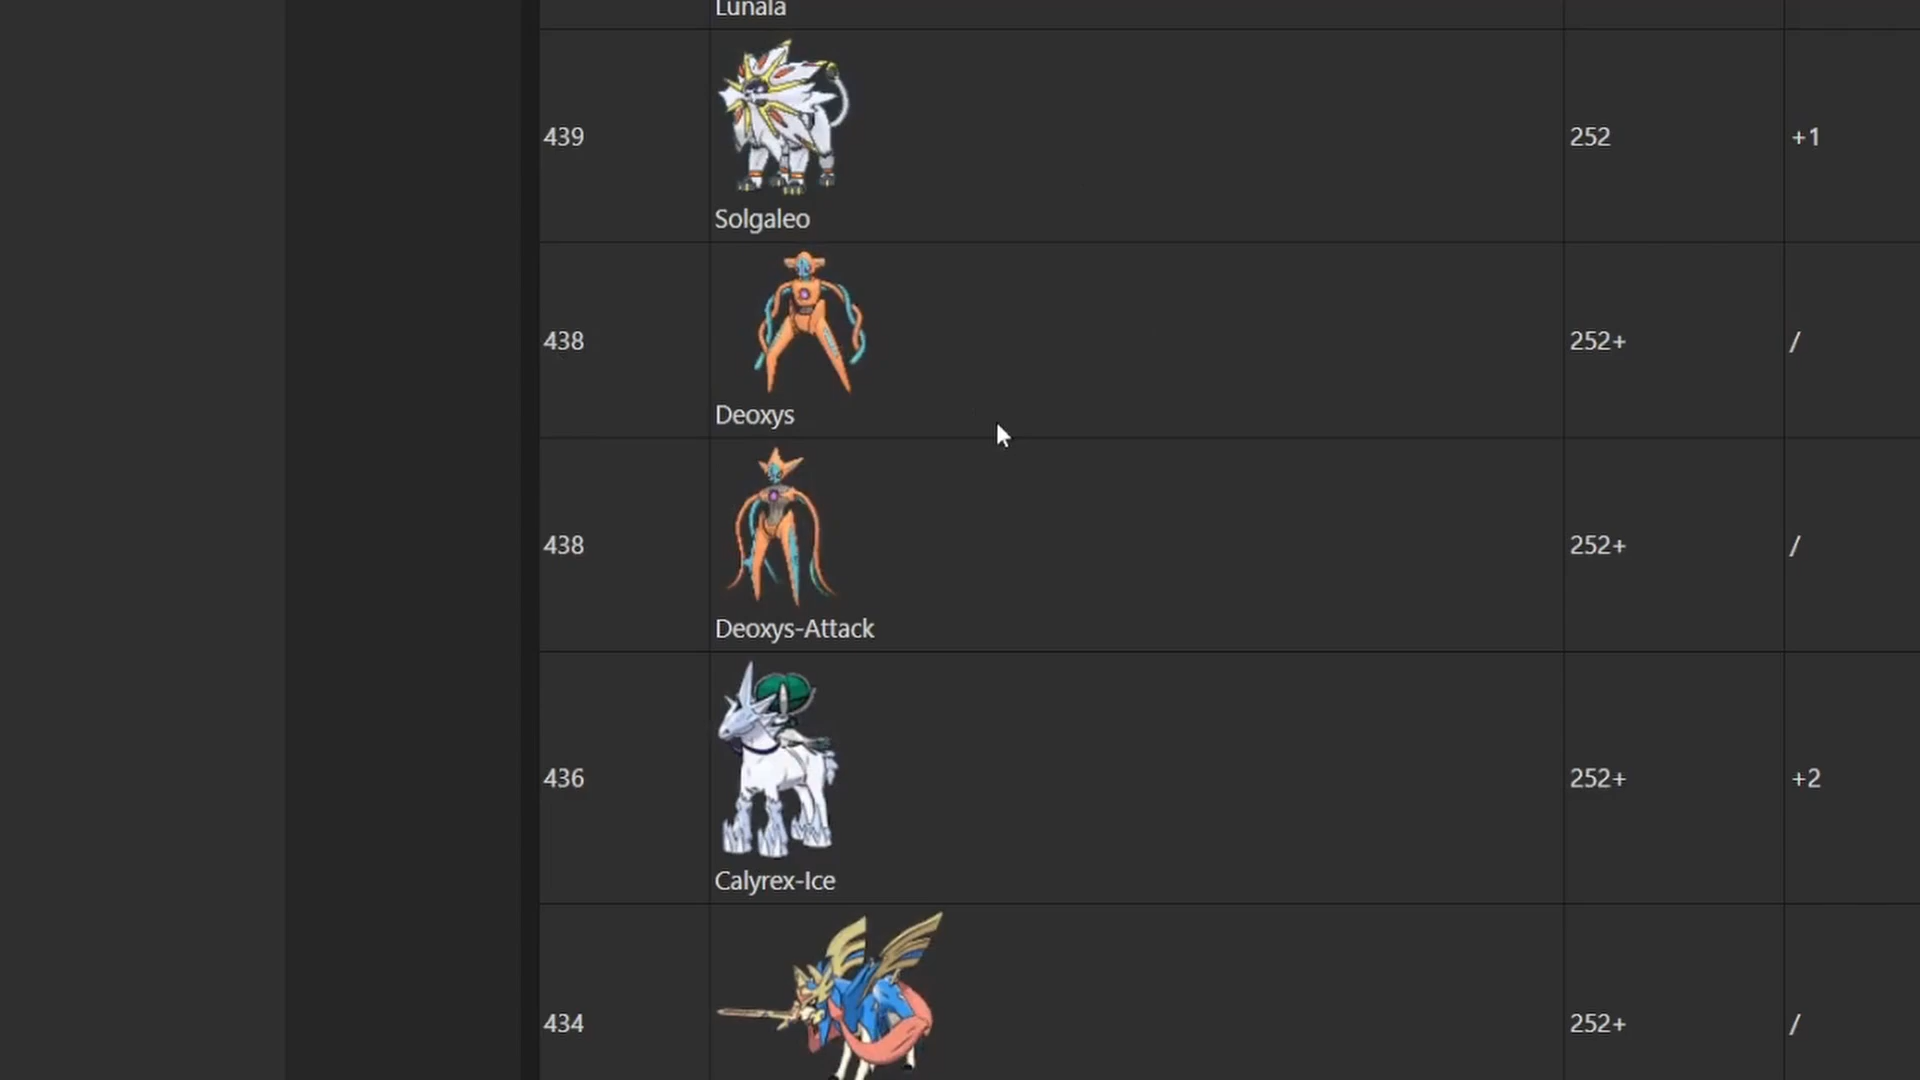 Lunala
439 252 +1
Solgaleo
438 252+ /
Deoxys
438 252+ /
Deoxys-Attack
436 252+ +2
Calyrex-Ice
434 252+ /